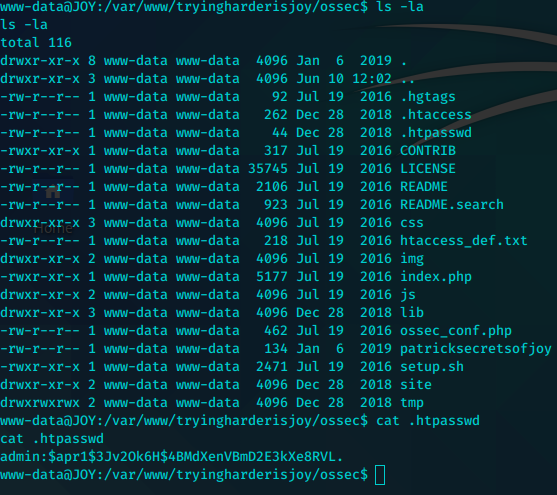 www-data@JOY:/var/www/tryingharderisjoy/ossec$ ls -la
ls -la
total 116
drwxr-xr-x 8 www-data www-data  4096 Jan  6  2019 .
drwxr-xr-x 3 www-data www-data  4096 Jun 10 12:02 ..
-rw-r--r-- 1 www-data www-data    92 Jul 19  2016 .hgtags
-rw-r--r-- 1 www-data www-data   262 Dec 28  2018 .htaccess
-rw-r--r-- 1 www-data www-data    44 Dec 28  2018 .htpasswd
-rwxr-xr-x 1 www-data www-data   317 Jul 19  2016 CONTRIB
-rw-r--r-- 1 www-data www-data 35745 Jul 19  2016 LICENSE
-rw-r--r-- 1 www-data www-data  2106 Jul 19  2016 README
-rw-r--r-- 1 www-data www-data   923 Jul 19  2016 README.search
drwxr-xr-x 3 www-data www-data  4096 Jul 19  2016 css
Home
-rw-r--r-- 1 www-data www-data   218 Jul 19  2016 htaccess_def.txt
drwxr-xr-x 2 www-data www-data  4096 Jul 19  2016 img
-rwxr-xr-x 1 www-data www-data  5177 Jul 19  2016 index.php
drwxr-xr-x 2 www-data www-data  4096 Jul 19  2016 js
drwxr-xr-x 3 www-data www-data  4096 Dec 28  2018 lib
-rw-r--r-- 1 www-data www-data   462 Jul 19  2016 ossec_conf.php
-rw-r--r-- 1 www-data www-data   134 Jan  6  2019 patricksecretsofjoy
-rwxr-xr-x 1 www-data www-data  2471 Jul 19  2016 setup.sh
drwxr-xr-x 2 www-data www-data  4096 Dec 28  2018 site
drwxrwxrwx 2 www-data www-data  4096 Dec 28  2018 tmp
www-data@JOY:/var/www/tryingharderisjoy/ossec$ cat .htpasswd
cat .htpasswd
admin:$apr1$3Jv2Ok6H$4BMdXenVBmD2E3kXe8RVL.
www-data@JOY:/var/www/tryingharderisjoy/ossec$